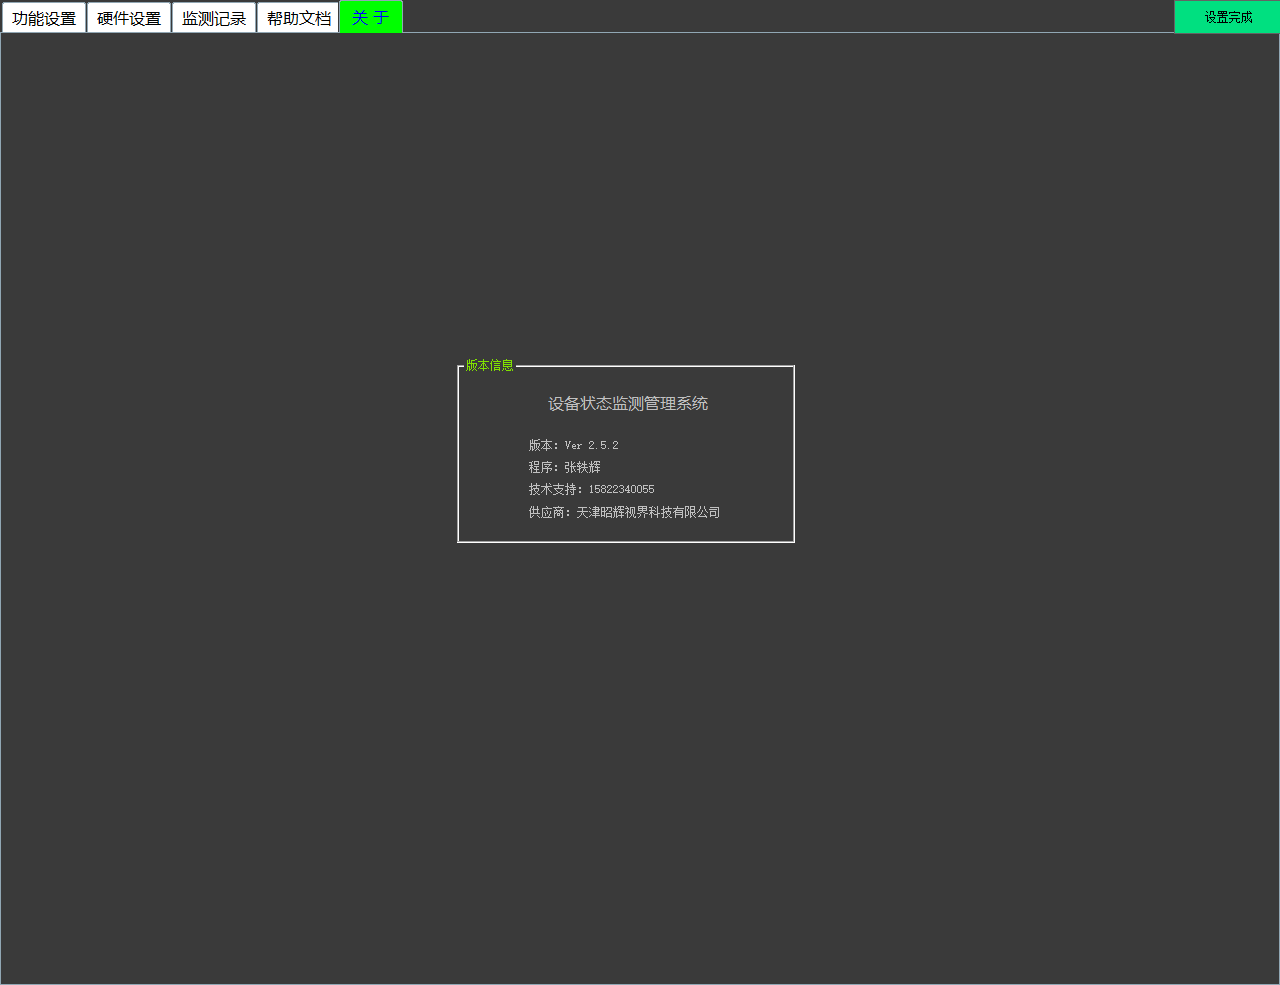 功能设置 硬件设置 监测记录 帮助文档 关 于 设置完成
版本信息
设备状态监测管理系统
版本：Ver 2.5.2
程序：张轶辉
技术支持：15822340055
供应商：天津昭辉视界科技有限公司